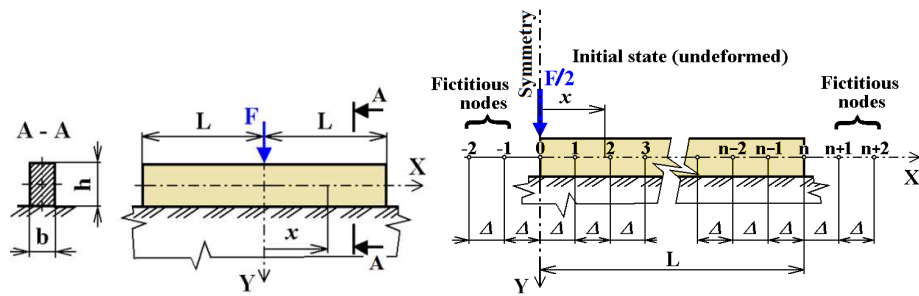 A - A
h
b
F
L
L
A
A
X
x
Y
Symmetry
Initial state (undeformed)
Fictitious
nodes
F/2
x
Fictitious
nodes
-2 -1 0 1 2 3 n−2 n−1 n n+1 n+2
X
Δ Δ Δ Δ Δ Δ Δ Δ Δ Δ
L
Y